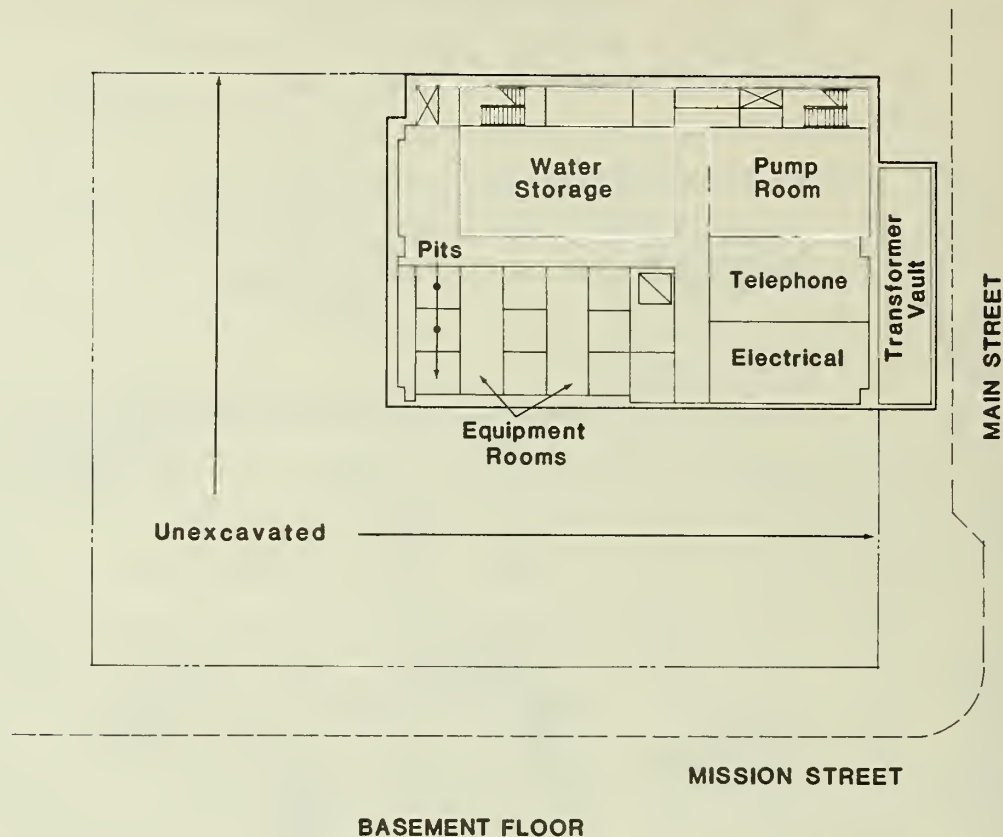 Water
Storage
Pump
Room
Transformer
Vault
Pits
Telephone
Electrical
MAIN STREET
Equipment
Rooms
Unexcavated
MISSION STREET
BASEMENT FLOOR